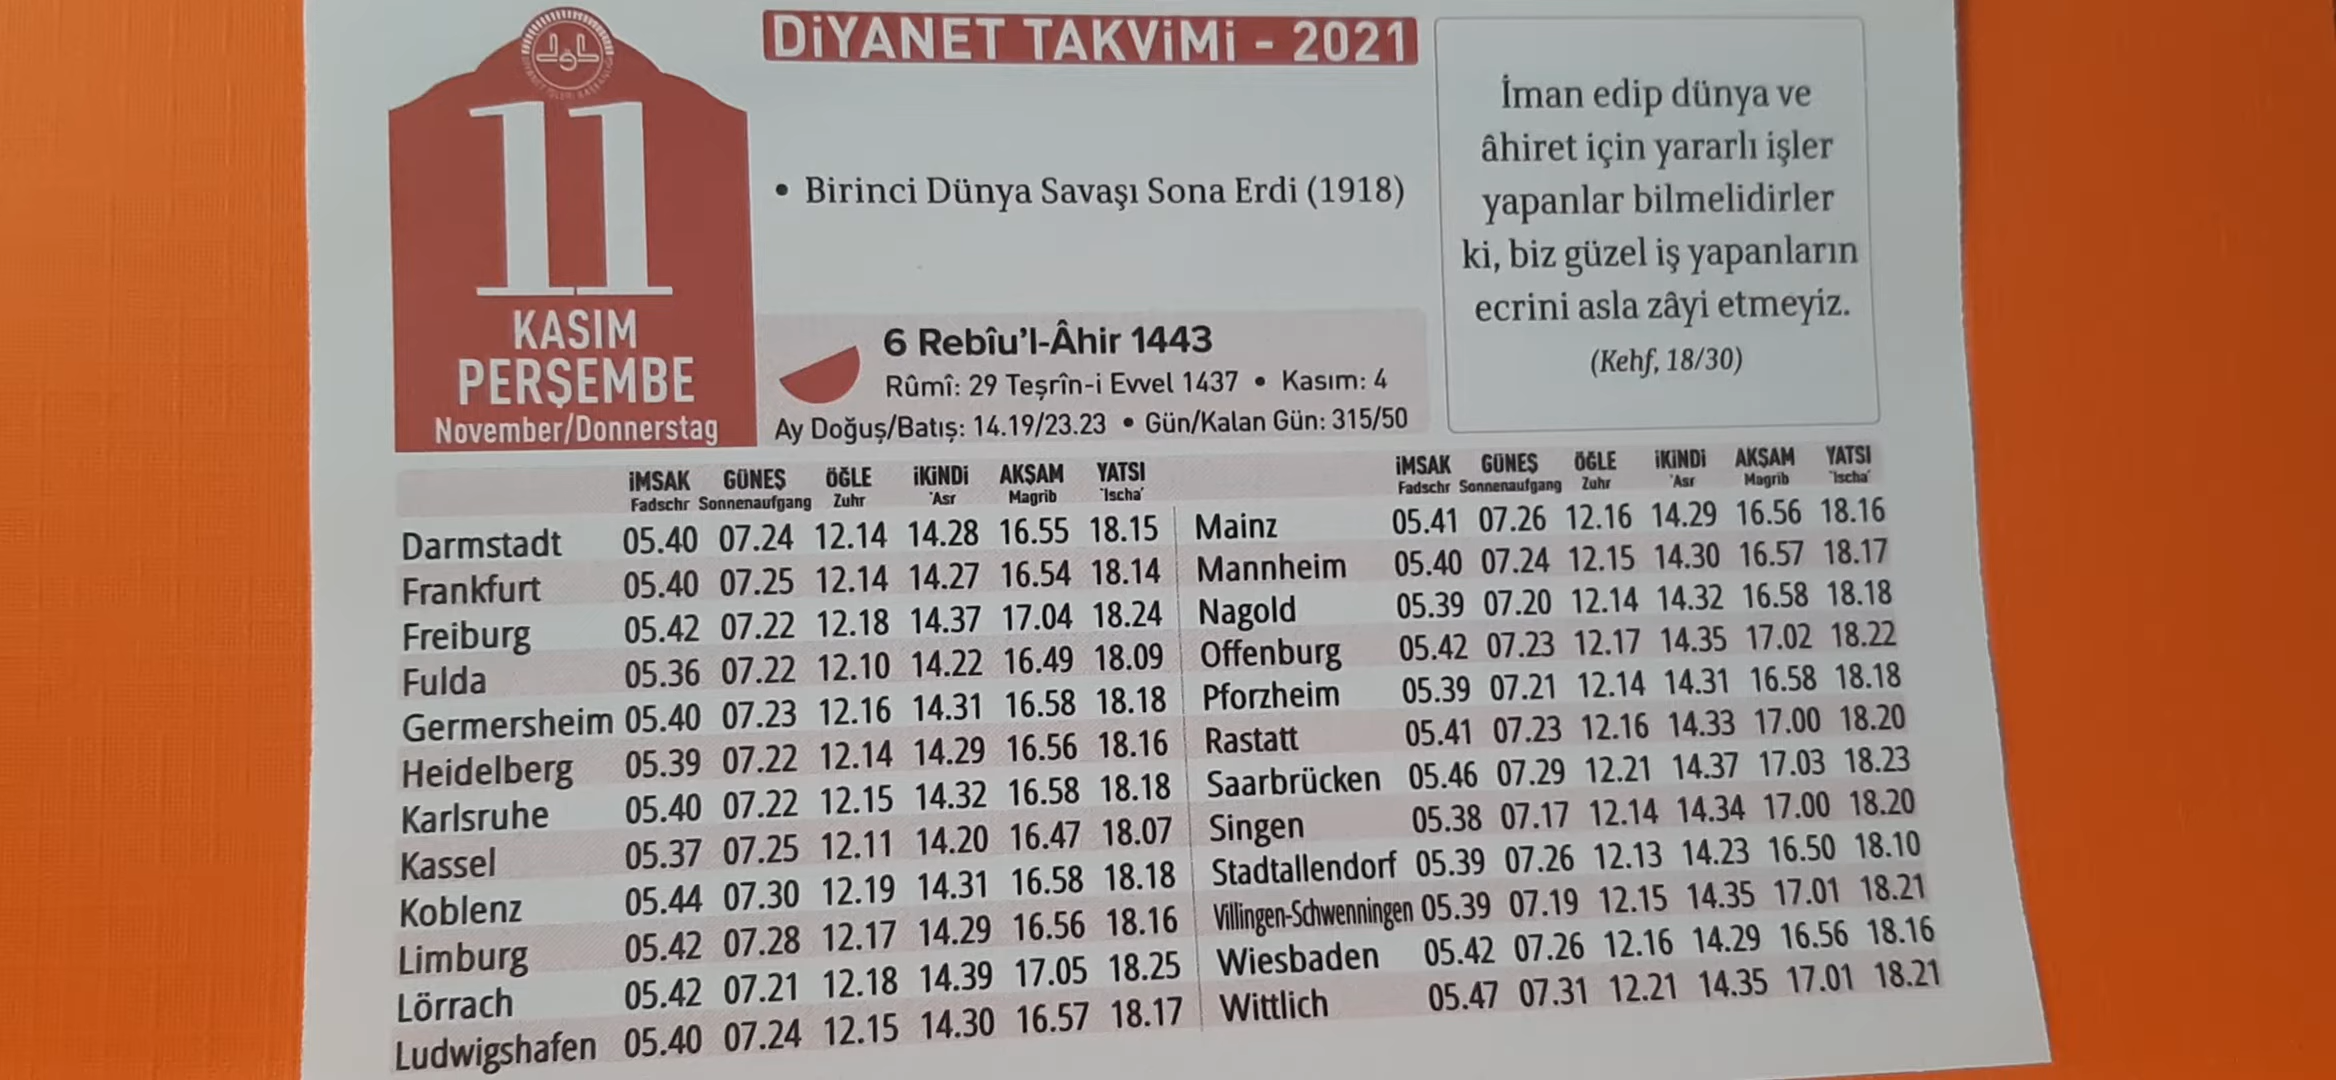 11
KASIM
PERŞEMBE
November/Donnerstag
DİYANET TAKVİMİ - 2021
• Birinci Dünya Savaşı Sona Erdi (1918)
6 Rebîu'l-Âhir 1443
Rûmî: 29 Teşrîn-i Evvel 1437 • Kasım: 4
Ay Doğuş/Batış: 14.19/23.23 • Gün/Kalan Gün: 315/50
İman edip dünya ve
âhiret için yararlı işler
yapanlar bilmelidirler
ki, biz güzel iş yapanların
ecrini asla zâyi etmeyiz.
(Kehf, 18/30)
İMSAK GÜNEŞ ÖĞLE İKİNDİ AKŞAM YATSI
Fadschr Sonnenaufgang Zuhr 'Asr Magrib 'Ischa'
Darmstadt 05.40 07.24 12.14 14.28 16.55 18.15
Frankfurt 05.40 07.25 12.14 14.27 16.54 18.14
Freiburg 05.42 07.22 12.18 14.37 17.04 18.24
Fulda 05.36 07.22 12.10 14.22 16.49 18.09
Germersheim 05.40 07.23 12.16 14.31 16.58 18.18
Heidelberg 05.39 07.22 12.14 14.29 16.56 18.16
Karlsruhe 05.40 07.22 12.15 14.32 16.58 18.18
Kassel 05.37 07.25 12.11 14.20 16.47 18.07
Koblenz 05.44 07.30 12.19 14.31 16.58 18.18
Limburg 05.42 07.28 12.17 14.29 16.56 18.16
Lörrach 05.42 07.21 12.18 14.39 17.05 18.25
Ludwigshafen 05.40 07.24 12.15 14.30 16.57 18.17
İMSAK GÜNEŞ ÖĞLE İKİNDİ AKŞAM YATSI
Fadschr Sonnenaufgang Zuhr 'Asr Magrib 'Ischa'
Mainz 05.41 07.26 12.16 14.29 16.56 18.16
Mannheim 05.40 07.24 12.15 14.30 16.57 18.17
Nagold 05.39 07.20 12.14 14.32 16.58 18.18
Offenburg 05.42 07.23 12.17 14.35 17.02 18.22
Pforzheim 05.39 07.21 12.14 14.31 16.58 18.18
Rastatt 05.41 07.23 12.16 14.33 17.00 18.20
Saarbrücken 05.46 07.29 12.21 14.37 17.03 18.23
Singen 05.38 07.17 12.14 14.34 17.00 18.20
Stadtallendorf 05.39 07.26 12.13 14.23 16.50 18.10
Villingen-Schwenningen 05.39 07.19 12.15 14.35 17.01 18.21
Wiesbaden 05.42 07.26 12.16 14.29 16.56 18.16
Wittlich 05.47 07.31 12.21 14.35 17.01 18.21